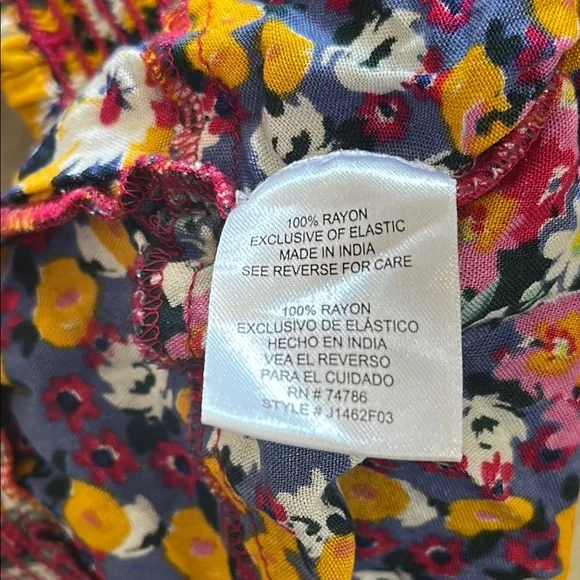 100% RAYON
EXCLUSIVE OF ELASTIC
MADE IN INDIA
SEE REVERSE FOR CARE
100% RAYON
EXCLUSIVO DE ELÁSTICO
HECHO EN INDIA
VEA EL REVERSO
PARA EL CUIDADO
RN # 74786
STYLE # J1462F03